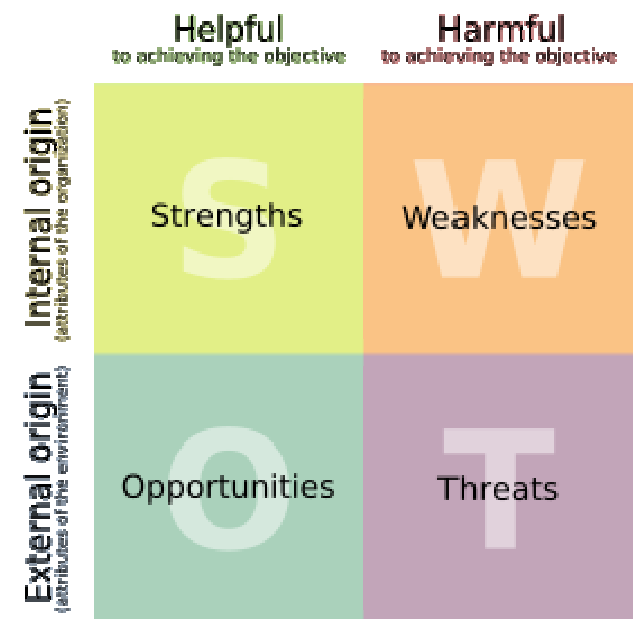 Helpful
to achieving the objective
Harmful
to achieving the objective
Internal origin
(attributes of the organization)
S
Strengths
W
Weaknesses
External origin
(attributes of the environment)
O
Opportunities
T
Threats